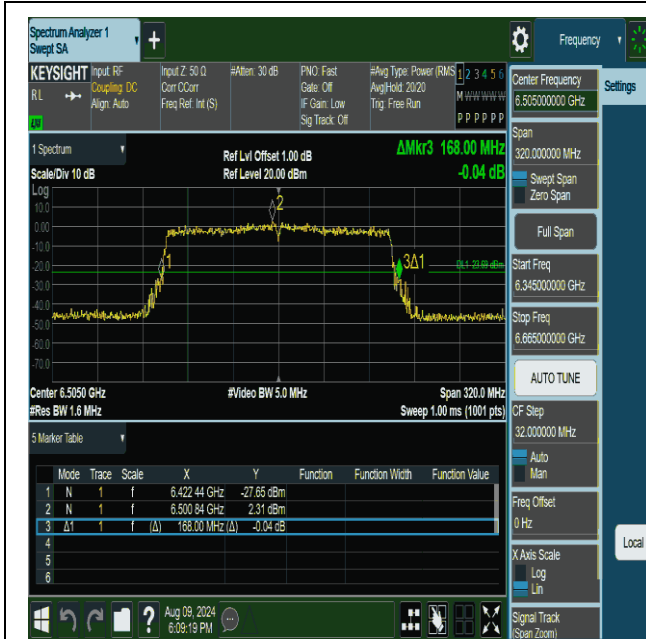 Spectrum Analyzer 1
Swept SA
+
Frequency
KEYSIGHT
RL
Input: RF
Coupling: DC
Align: Auto
Input Z: 50 Ω
Corr CCorr
Freq Ref: Int (S)
#Atten: 30 dB
PNO: Fast
Gate: Off
IF Gain: Low
Sig Track: Off
#Avg Type: Power (RMS
Avg|Hold: 20/20
Trig: Free Run
1 2 3 4 5 6
M W W W W W
P P P P P P
Center Frequency
6.505000000 GHz
Settings
1 Spectrum
Ref Lvl Offset 1.00 dB
ΔMkr3 168.00 MHz
Scale/Div 10 dB
Ref Level 20.00 dBm
-0.04 dB
Log
10.0
0.00
-10.0
-20.0
-30.0
-40.0
-50.0
-60.0
-70.0
2
1
3Δ1
DL1 -23.69 dBm
Center 6.5050 GHz
#Video BW 5.0 MHz
Span 320.0 MHz
#Res BW 1.6 MHz
Sweep 1.00 ms (1001 pts)
Span
320.000000 MHz
Swept Span
Zero Span
Full Span
Start Freq
6.345000000 GHz
Stop Freq
6.665000000 GHz
AUTO TUNE
CF Step
32.000000 MHz
Auto
Man
Freq Offset
0 Hz
X Axis Scale
Log
Lin
Signal Track
(Span Zoom)
Local
5 Marker Table
Mode Trace Scale X Y Function Function Width Function Value
1 N 1 f 6.422 44 GHz -27.65 dBm
2 N 1 f 6.500 84 GHz 2.31 dBm
3 Δ1 1 f (Δ) 168.00 MHz (Δ) -0.04 dB
4
5
6
?
Aug 09, 2024
6:09:19 PM